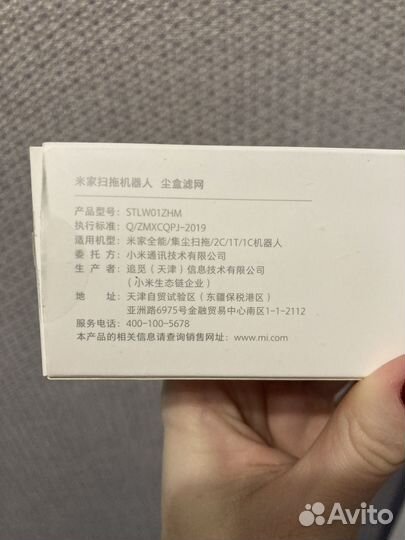 米家扫拖机器人 尘盒滤网
产品型号：STLW01ZHM
执行标准：Q/ZMXCQPJ-2019
适用机型：米家全能/集尘扫拖/2C/1T/1C机器人
委托方：小米通讯技术有限公司
生产者：追觅（天津）信息技术有限公司
（小米生态链企业）
地址：天津自贸试验区（东疆保税港区）
亚洲路6975号金融贸易中心南区1-1-2112
服务电话：400-100-5678
本产品的相关信息请查询销售网址：www.mi.com
Avito